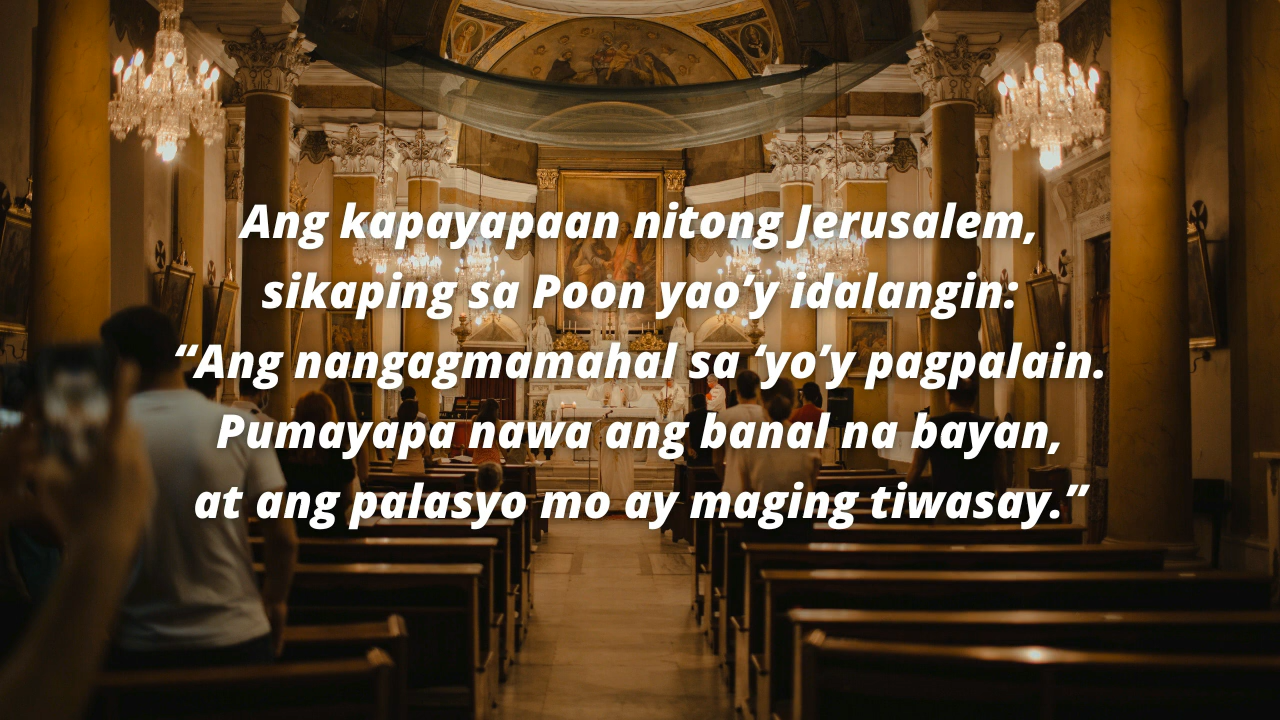 Ang kapayapaan nitong Jerusalem,
sikaping sa Poon yao’y idalangin:
“Ang nangagmamahal sa ‘yo’y pagpalain.
Pumayapa nawa ang banal na bayan,
at ang palasyo mo ay maging tiwasay.”